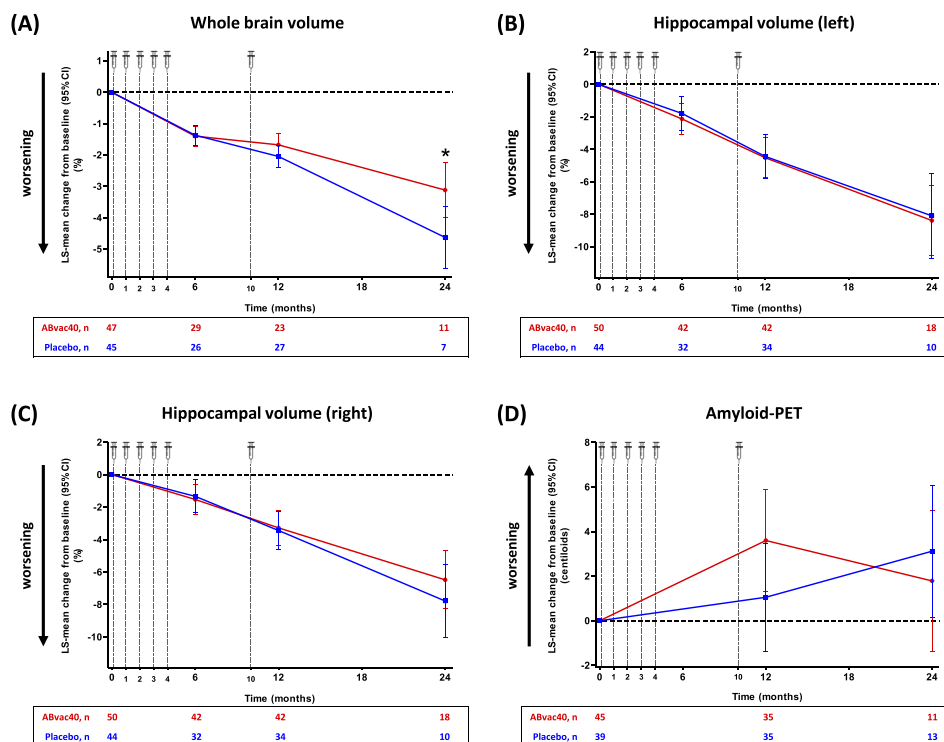 (A) Whole brain volume
worsening
LS-mean change from baseline (95%CI)
(%)
1
0
-1
-2
-3
-4
-5
*
0 1 2 3 4 6 10 12 18 24
Time (months)
ABvac40, n 47 29 23 11
Placebo, n 45 26 27 7
(B) Hippocampal volume (left)
worsening
LS-mean change from baseline (95%CI)
(%)
2
0
-2
-4
-6
-8
-10
0 1 2 3 4 6 10 12 18 24
Time (months)
ABvac40, n 50 42 42 18
Placebo, n 44 32 34 10
(C) Hippocampal volume (right)
worsening
LS-mean change from baseline (95%CI)
(%)
2
0
-2
-4
-6
-8
-10
0 1 2 3 4 6 10 12 18 24
Time (months)
ABvac40, n 50 42 42 18
Placebo, n 44 32 34 10
(D) Amyloid-PET
worsening
LS-mean change from baseline (95%CI)
(centiloids)
8
6
4
2
0
-2
0 1 2 3 4 6 10 12 18 24
Time (months)
ABvac40, n 45 35 11
Placebo, n 39 35 13